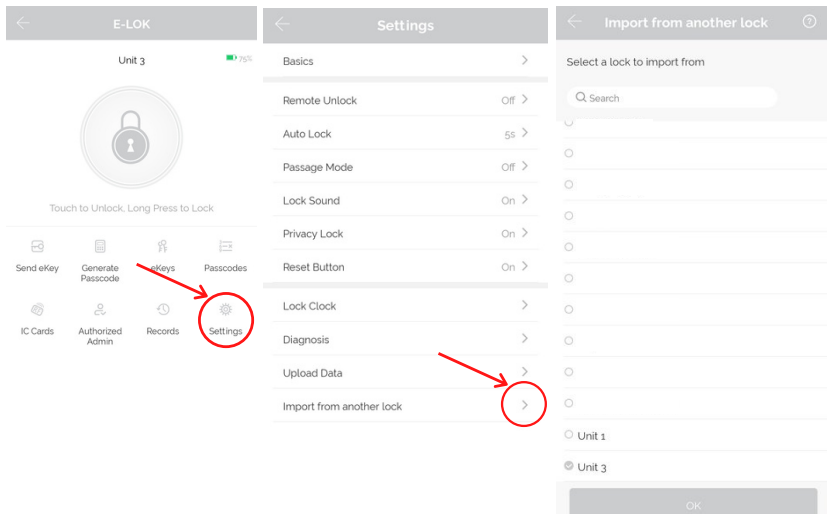 E-LOK
Unit 3
75%
Touch to Unlock, Long Press to Lock
Send eKey
Generate
Passcode
eKeys
Passcodes
IC Cards
Authorized
Admin
Records
Settings
Settings
Basics
Remote Unlock Off
Auto Lock 5s
Passage Mode Off
Lock Sound On
Privacy Lock On
Reset Button On
Lock Clock
Diagnosis
Upload Data
Import from another lock
Import from another lock ?
Select a lock to import from
Search
Unit 1
Unit 3
OK